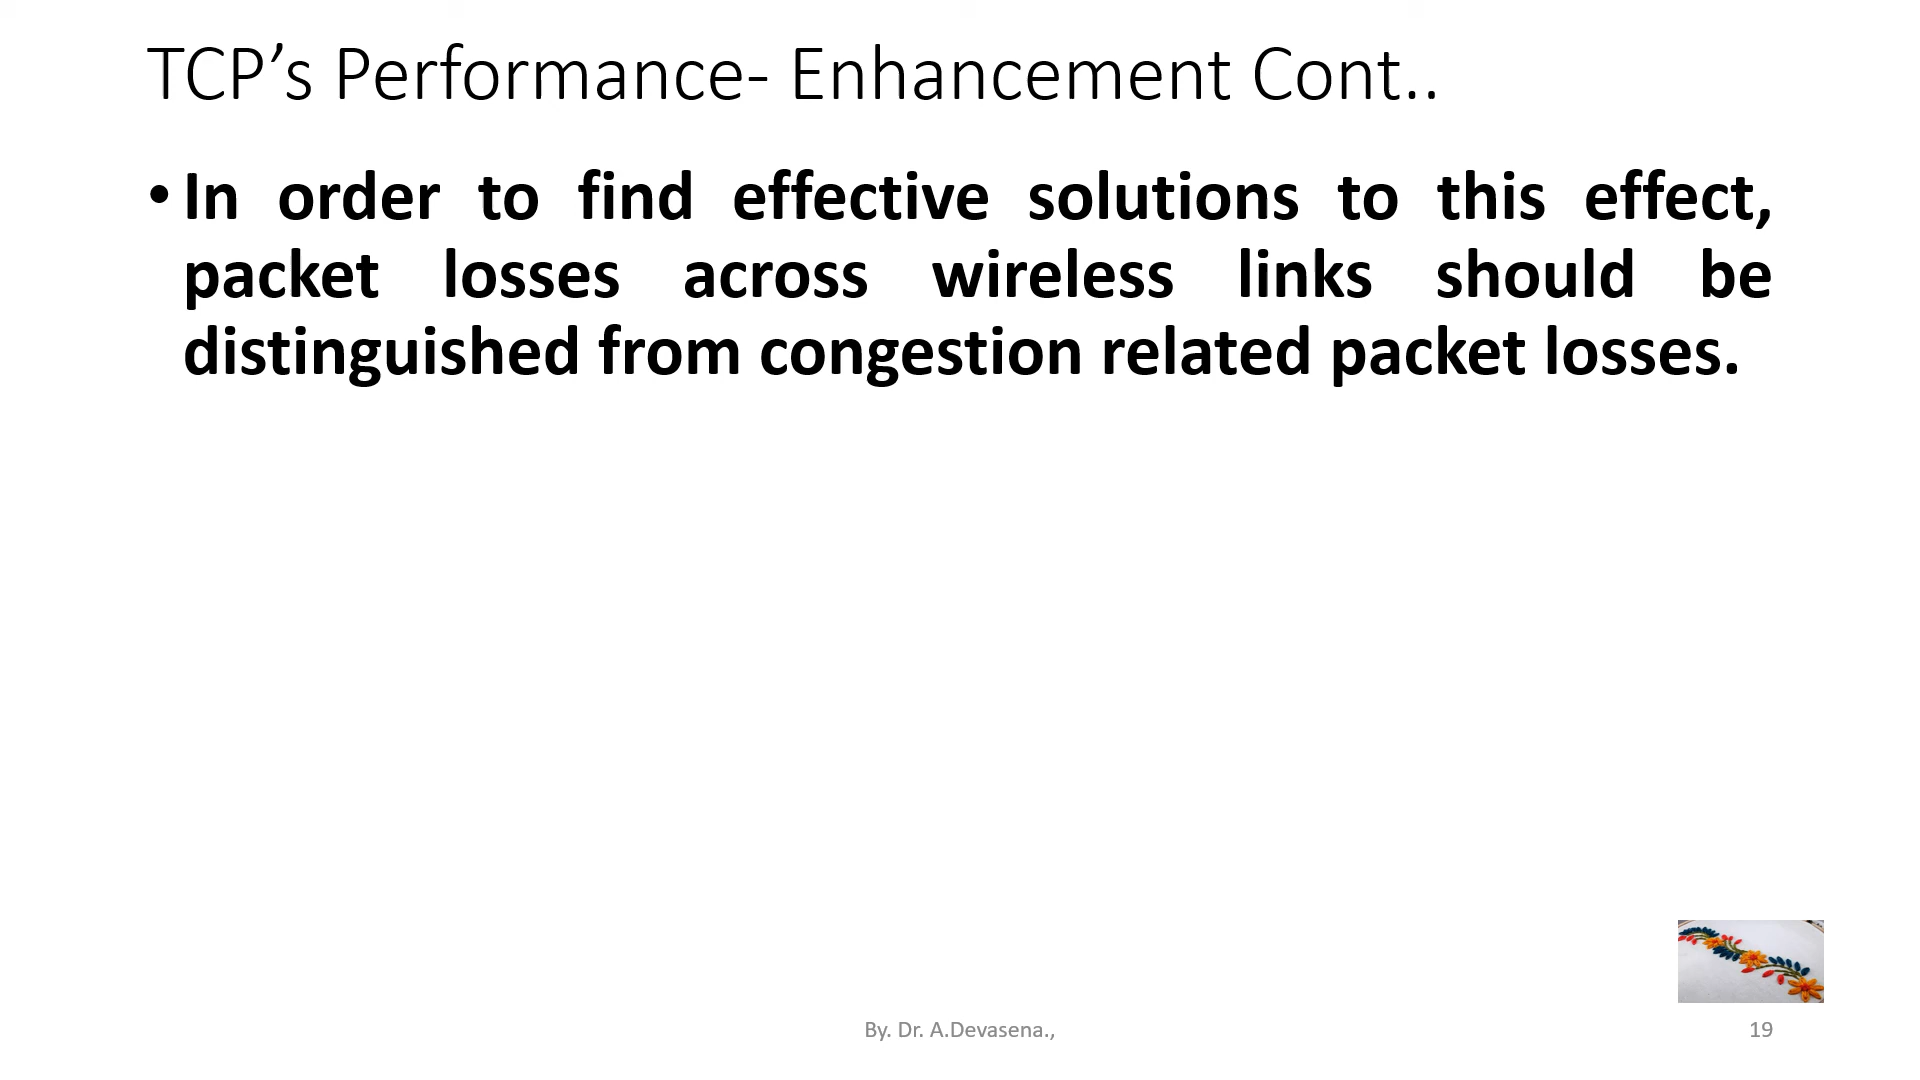 TCP’s Performance- Enhancement Cont..
• In order to find effective solutions to this effect,
packet losses across wireless links should be
distinguished from congestion related packet losses.
By. Dr. A.Devasena.,
19